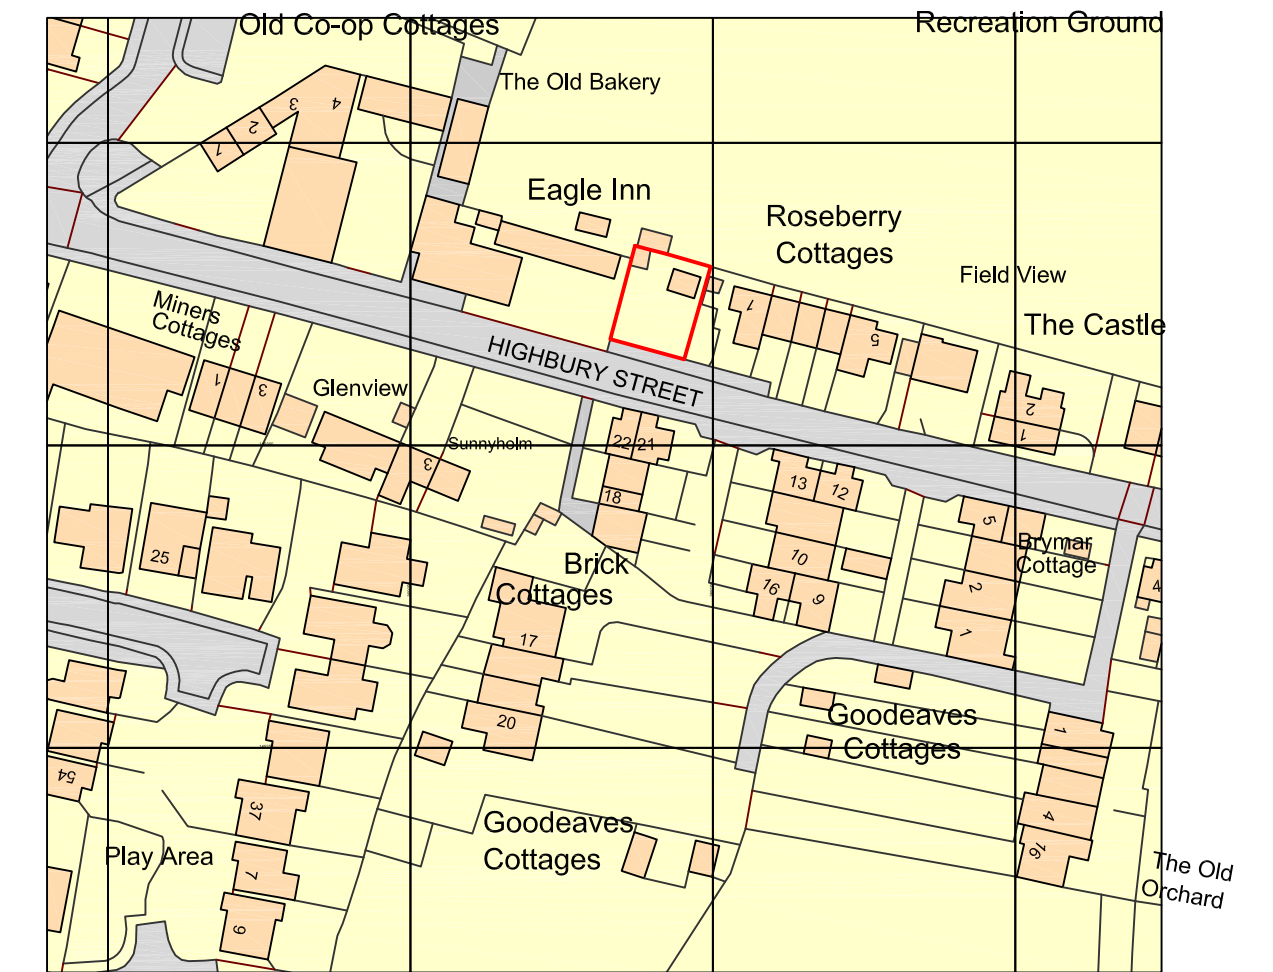 Old Co-op Cottages
Recreation Ground
The Old Bakery
4
3
2
1
Eagle Inn
Roseberry
Cottages
Field View
The Castle
1
5
Miners
Cottages
HIGHBURY STREET
1
3
Glenview
2
1
Sunnyholm
3
22
21
18
13
12
5
25
10
Brymar
Cottage
Brick
Cottages
16
9
2
4
17
1
20
Goodeaves
Cottages
1
54
37
4
Goodeaves
Cottages
Play Area
7
76
The Old
Orchard
9